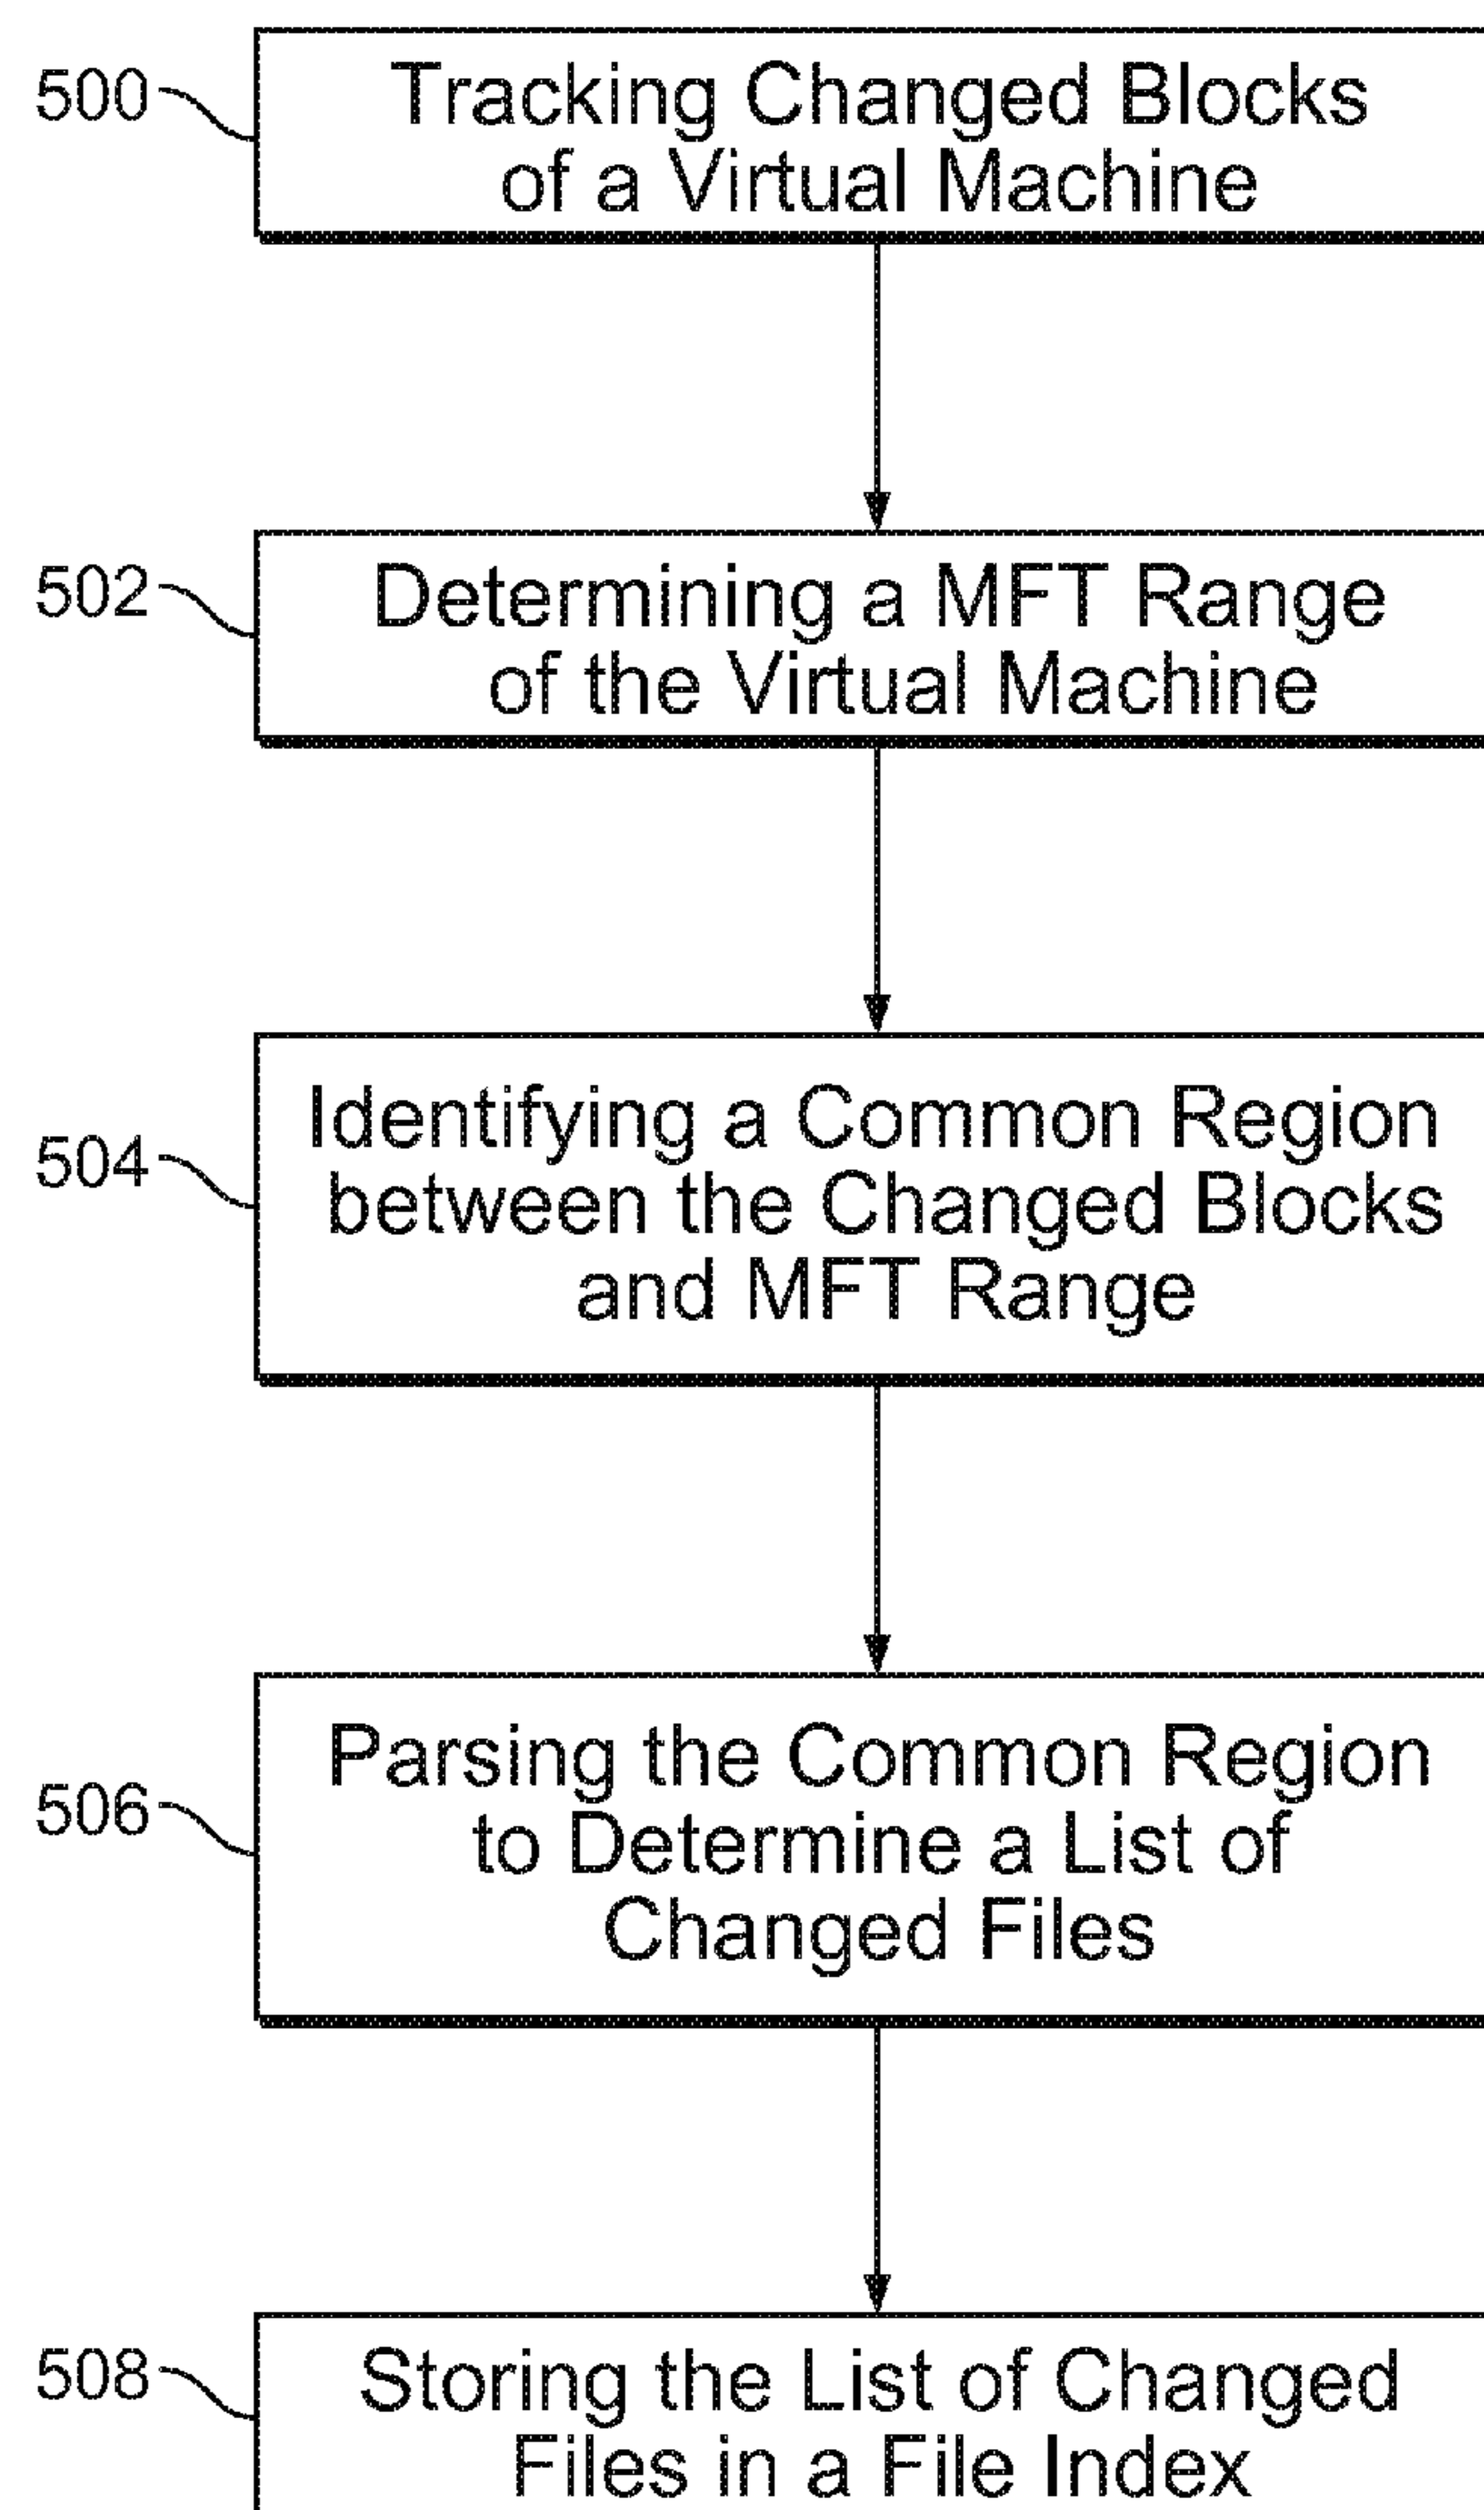 500
Tracking Changed Blocks
of a Virtual Machine
502
Determining a MFT Range
of the Virtual Machine
504
Identifying a Common Region
between the Changed Blocks
and MFT Range
506
Parsing the Common Region
to Determine a List of
Changed Files
508
Storing the List of Changed
Files in a File Index